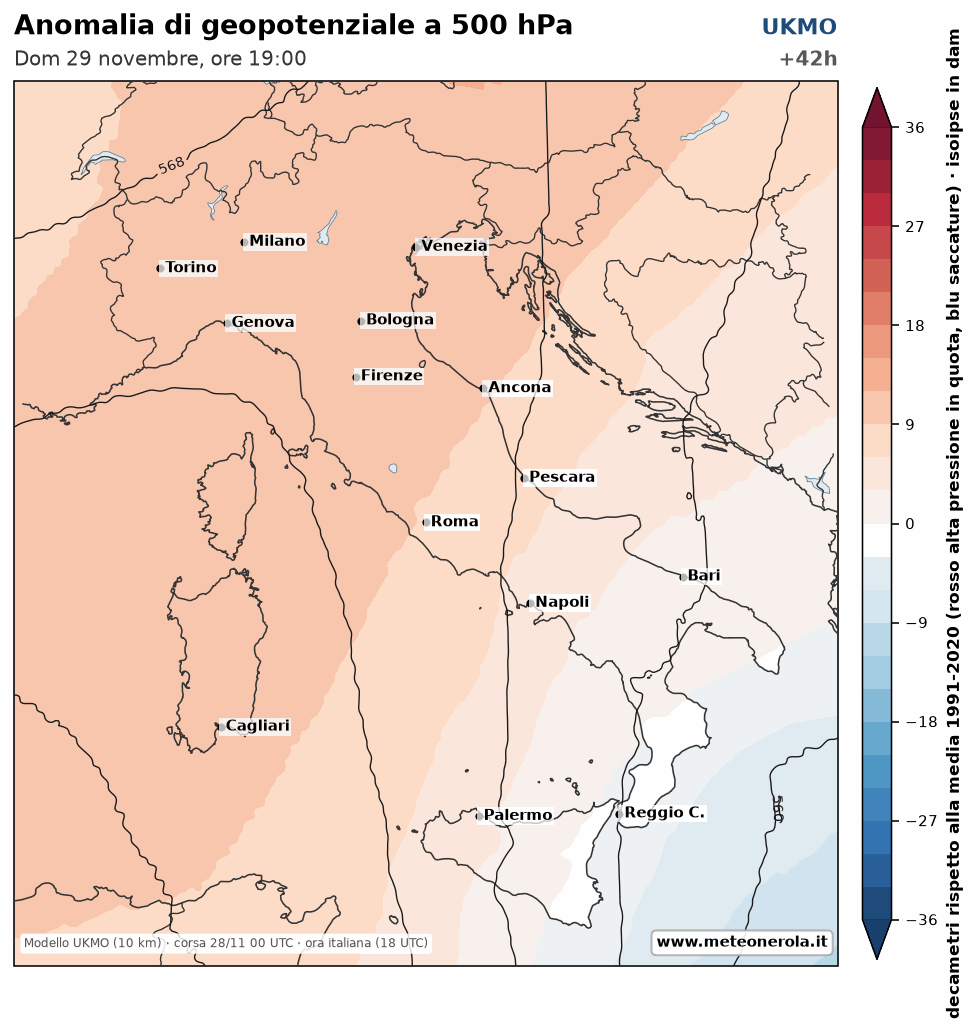 Anomalia di geopotenziale a 500 hPa
UKMO
Dom 29 novembre, ore 19:00
+42h
568
Milano
Venezia
Torino
Genova
Bologna
Firenze
Ancona
Pescara
Roma
Bari
Napoli
Cagliari
Palermo
Reggio C.
560
Modello UKMO (10 km) · corsa 28/11 00 UTC · ora italiana (18 UTC)
www.meteonerola.it
36
27
18
9
0
−9
−18
−27
−36
decametri rispetto alla media 1991-2020 (rosso alta pressione in quota, blu saccature) · isoipse in dam